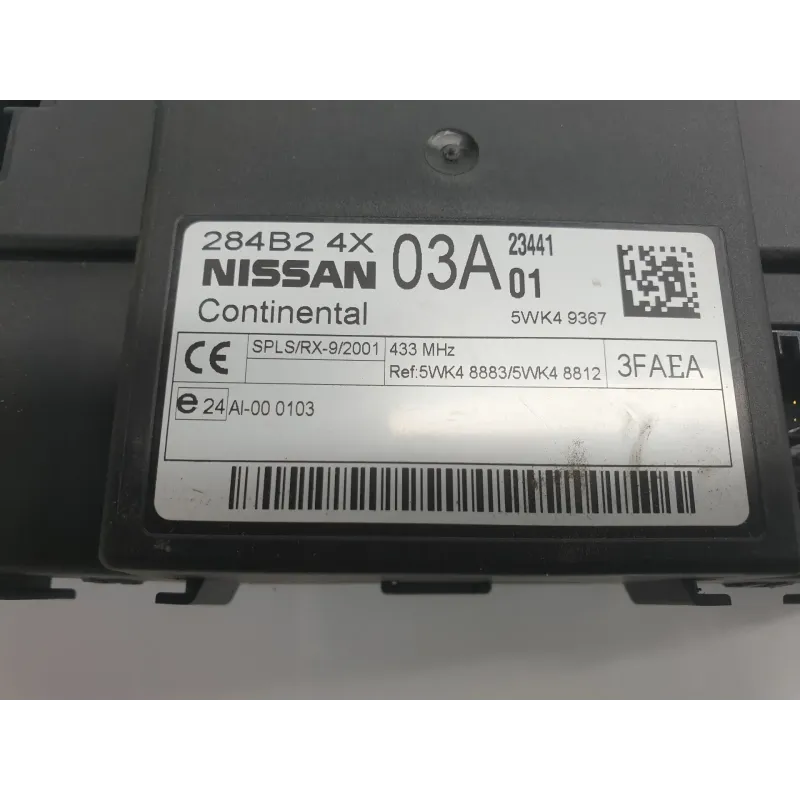 284B2 4X 03A 23441
NISSAN 01
Continental 5WK4 9367
CE SPLS/RX-9/2001 433 MHz 3FAEA
Ref:5WK4 8883/5WK4 8812
e 24 AI-00 0103